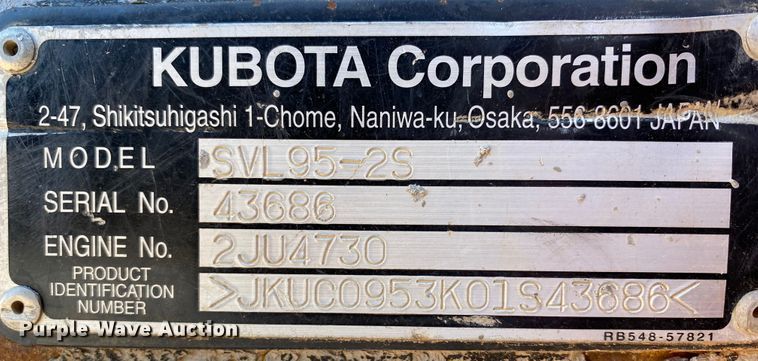 KUBOTA Corporation
2-47, Shikitsuhigashi 1-Chome, Naniwa-ku, Osaka, 556-8601 JAPAN
MODEL SVL95-2S
SERIAL No. 43686
ENGINE No. 2JU4730
PRODUCT
IDENTIFICATION
NUMBER
>JKUC0953K01S43686<
Purple Wave Auction
RB548-57821